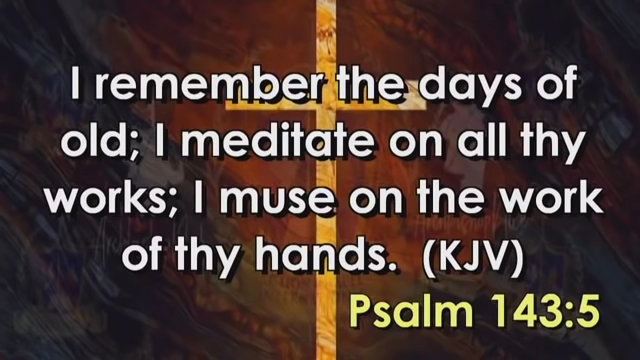 I remember the days of
old; I meditate on all thy
works; I muse on the work
of thy hands. (KJV)
Psalm 143:5